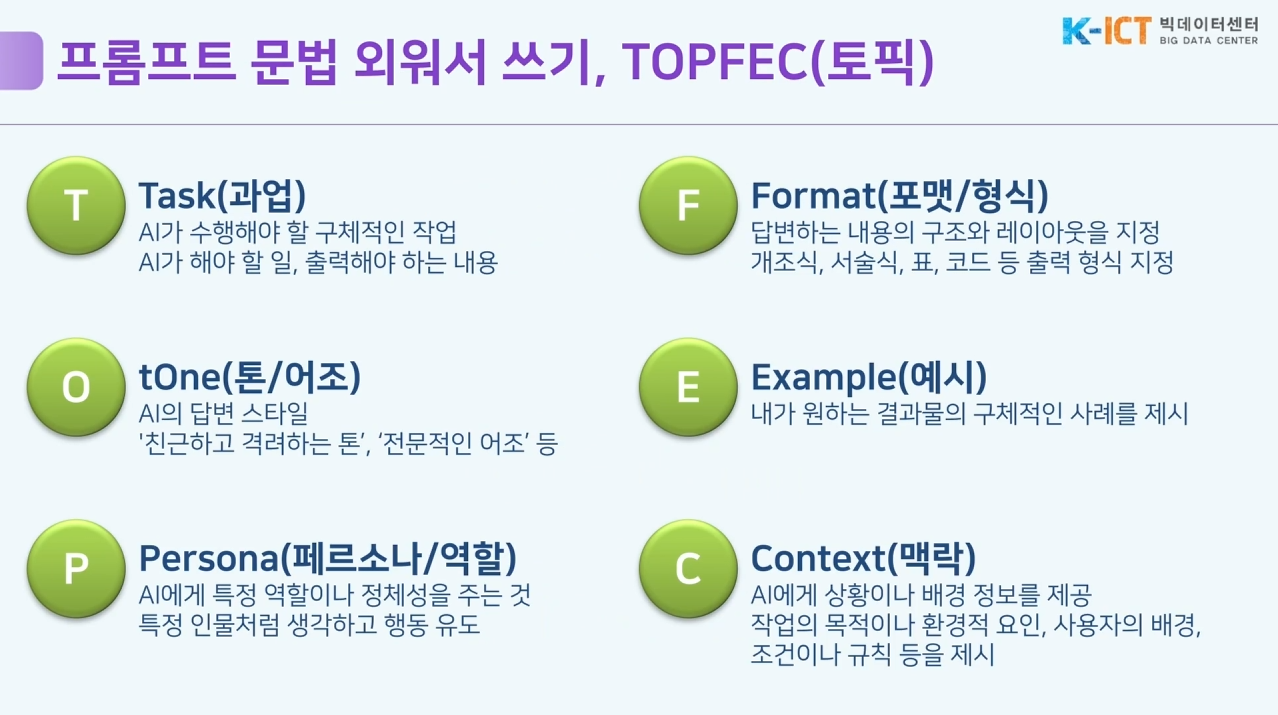 프롬프트 문법 외워서 쓰기, TOPFEC(토픽)
K-ICT 빅데이터센터
BIG DATA CENTER
T
Task(과업)
AI가 수행해야 할 구체적인 작업
AI가 해야 할 일, 출력해야 하는 내용
O
tOne(톤/어조)
AI의 답변 스타일
'친근하고 격려하는 톤’, ‘전문적인 어조’ 등
P
Persona(페르소나/역할)
AI에게 특정 역할이나 정체성을 주는 것
특정 인물처럼 생각하고 행동 유도
F
Format(포맷/형식)
답변하는 내용의 구조와 레이아웃을 지정
개조식, 서술식, 표, 코드 등 출력 형식 지정
E
Example(예시)
내가 원하는 결과물의 구체적인 사례를 제시
C
Context(맥락)
AI에게 상황이나 배경 정보를 제공
작업의 목적이나 환경적 요인, 사용자의 배경,
조건이나 규칙 등을 제시